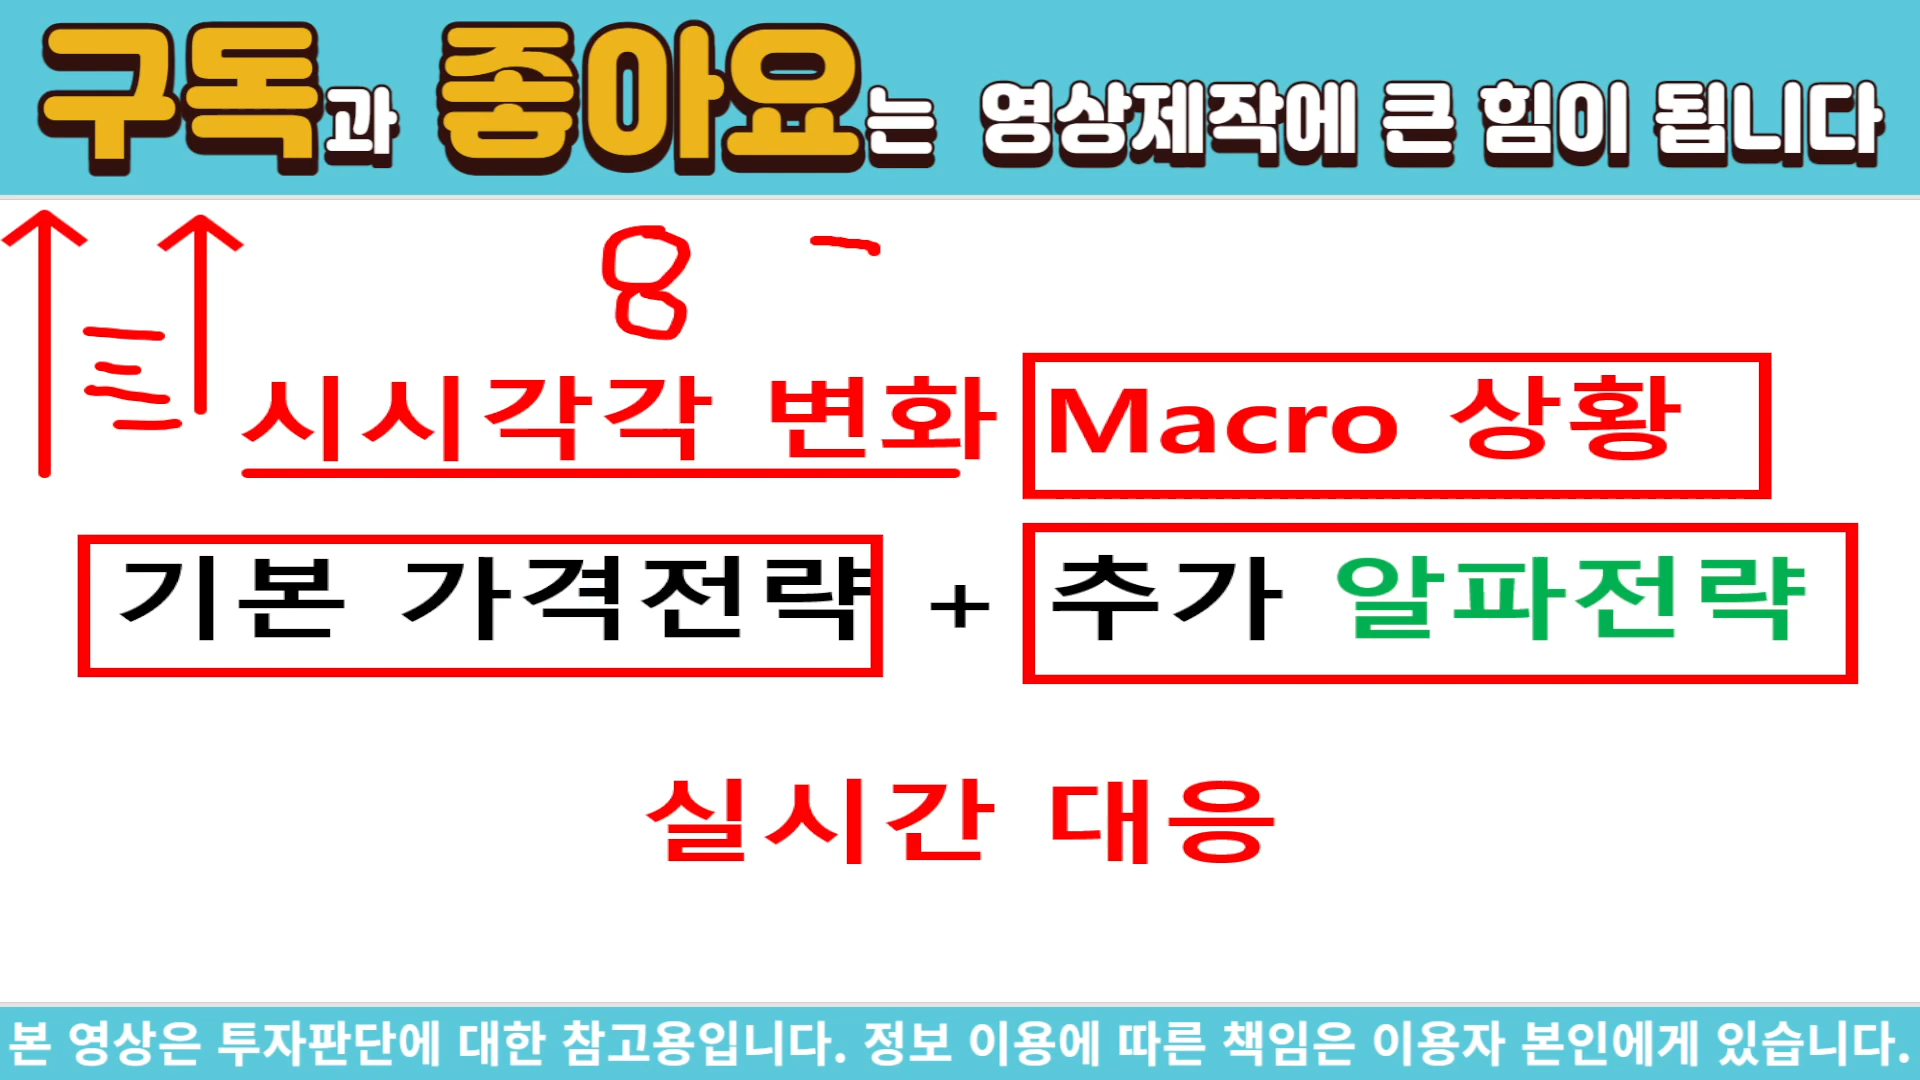 구독과 좋아요는 영상제작에 큰 힘이 됩니다
8
시시각각 변화 Macro 상황
기본 가격전략 + 추가 알파전략
실시간 대응
본 영상은 투자판단에 대한 참고용입니다. 정보 이용에 따른 책임은 이용자 본인에게 있습니다.